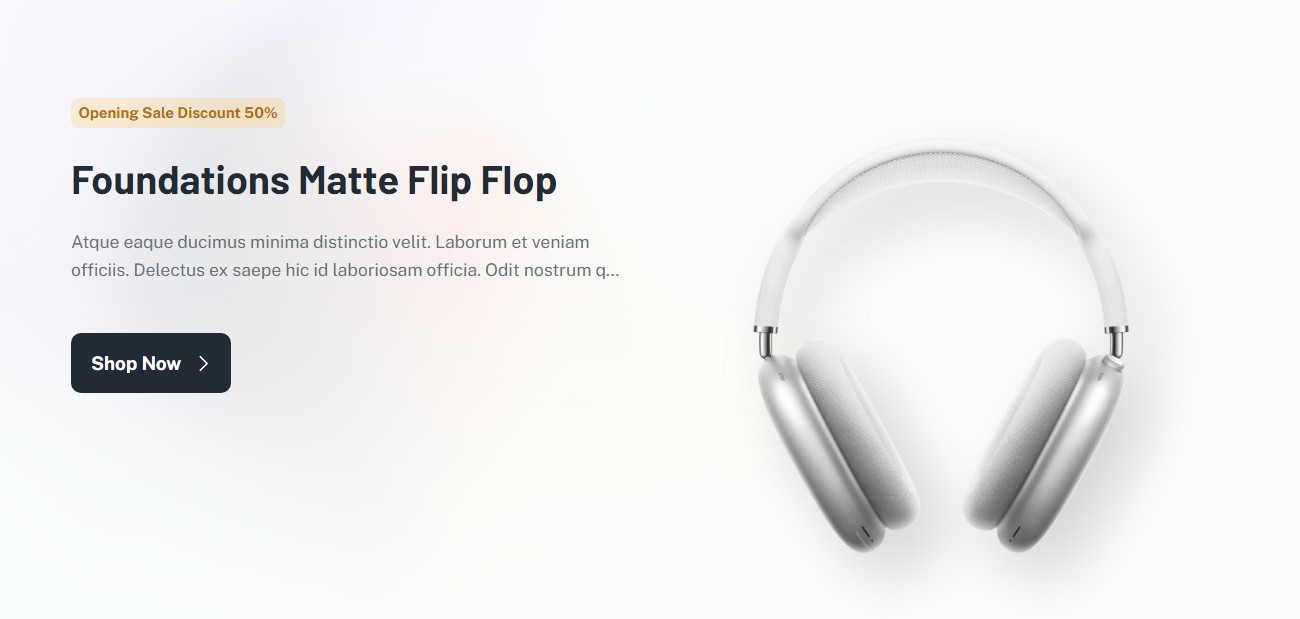 Opening Sale Discount 50%
Foundations Matte Flip Flop
Atque eaque ducimus minima distinctio velit. Laborum et veniam
officiis. Delectus ex saepe hic id laboriosam officia. Odit nostrum q...
Shop Now